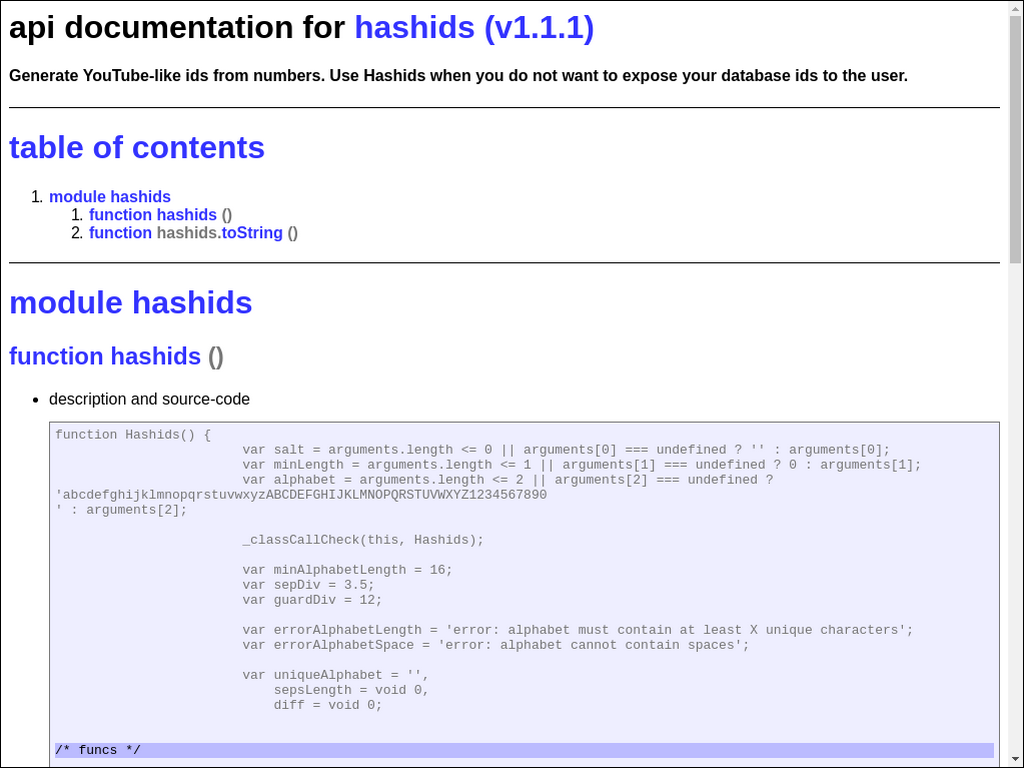 api documentation for hashids (v1.1.1)
Generate YouTube-like ids from numbers. Use Hashids when you do not want to expose your database ids to the user.
table of contents
1. module hashids
1. function hashids ()
2. function hashids.toString ()
module hashids
function hashids ()
• description and source-code
function Hashids() {
var salt = arguments.length <= 0 || arguments[0] === undefined ? '' : arguments[0];
var minLength = arguments.length <= 1 || arguments[1] === undefined ? 0 : arguments[1];
var alphabet = arguments.length <= 2 || arguments[2] === undefined ?
'abcdefghijklmnopqrstuvwxyzABCDEFGHIJKLMNOPQRSTUVWXYZ1234567890
' : arguments[2];
_classCallCheck(this, Hashids);
var minAlphabetLength = 16;
var sepDiv = 3.5;
var guardDiv = 12;
var errorAlphabetLength = 'error: alphabet must contain at least X unique characters';
var errorAlphabetSpace = 'error: alphabet cannot contain spaces';
var uniqueAlphabet = '',
sepsLength = void 0,
diff = void 0;
/* funcs */